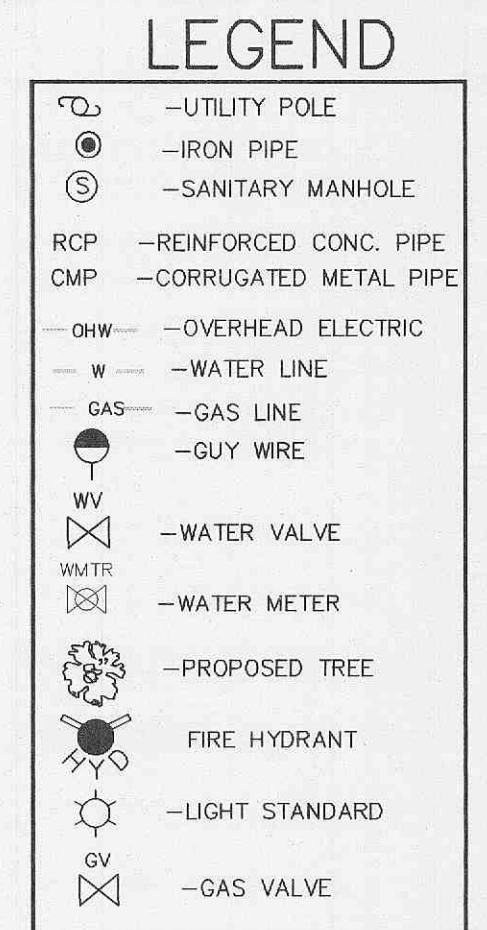 LEGEND
-UTILITY POLE
-IRON PIPE
S -SANITARY MANHOLE
RCP -REINFORCED CONC. PIPE
CMP -CORRUGATED METAL PIPE
OHW -OVERHEAD ELECTRIC
W -WATER LINE
GAS -GAS LINE
-GUY WIRE
WV
-WATER VALVE
WMTR
-WATER METER
-PROPOSED TREE
FIRE HYDRANT
HYD
-LIGHT STANDARD
GV
-GAS VALVE